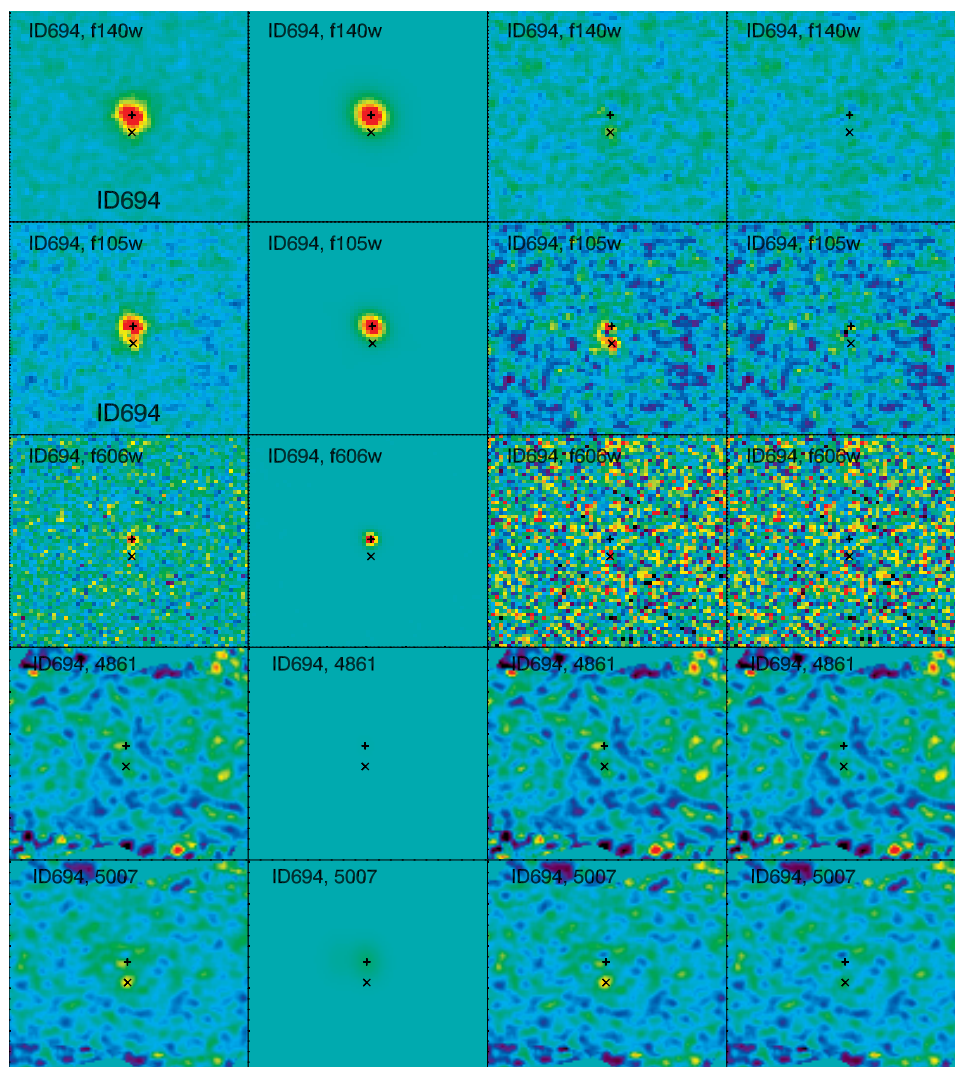 ID694, f140w ID694, f140w ID694, f140w ID694, f140w
ID694
ID694, f105w ID694, f105w ID694, f105w ID694, f105w
ID694
ID694, f606w ID694, f606w ID694, f606w ID694, f606w
ID694, 4861 ID694, 4861 ID694, 4861 ID694, 4861
ID694, 5007 ID694, 5007 ID694, 5007 ID694, 5007